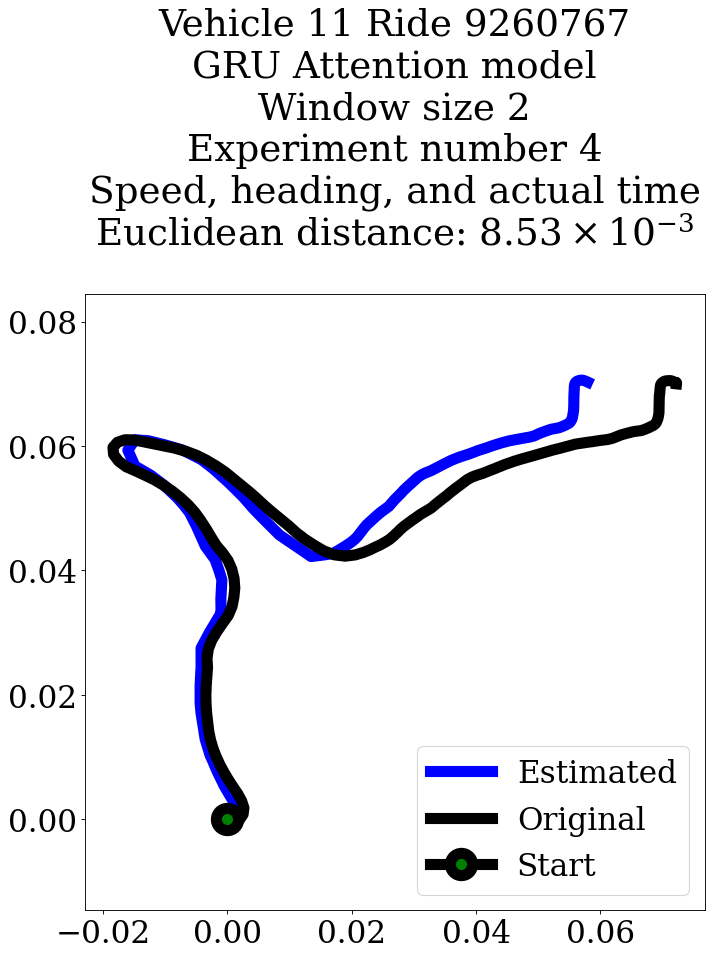 Vehicle 11 Ride 9260767
GRU Attention model
Window size 2
Experiment number 4
Speed, heading, and actual time
Euclidean distance: 8.53 × 10⁻³
0.08
0.06
0.04
0.02
0.00
Estimated
Original
Start
−0.02 0.00 0.02 0.04 0.06